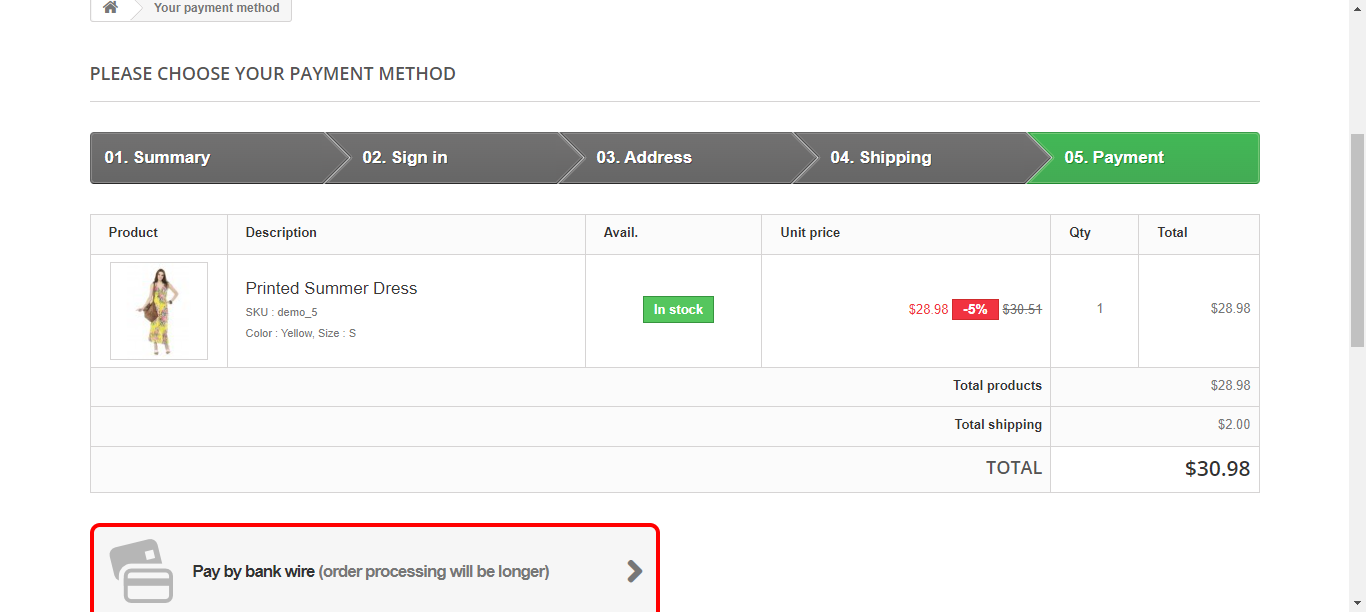 Your payment method
PLEASE CHOOSE YOUR PAYMENT METHOD
01. Summary 02. Sign in 03. Address 04. Shipping 05. Payment
Product Description Avail. Unit price Qty Total
Printed Summer Dress
SKU : demo_5
Color : Yellow, Size : S
In stock
$28.98 -5% $30.51 1 $28.98
Total products $28.98
Total shipping $2.00
TOTAL $30.98
Pay by bank wire (order processing will be longer)